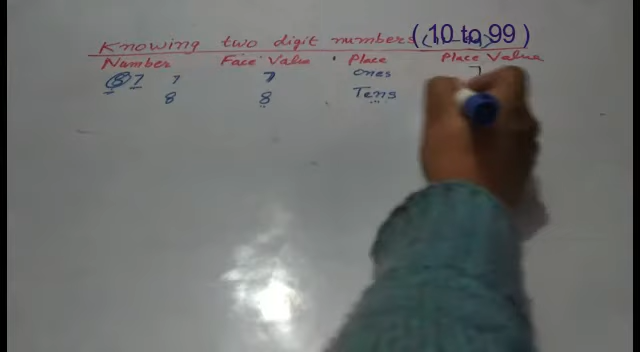 Knowing two digit numbers (10 to 99)
Number Face Value Place Place Value
87 7 7 Ones 7
8 8 Tens